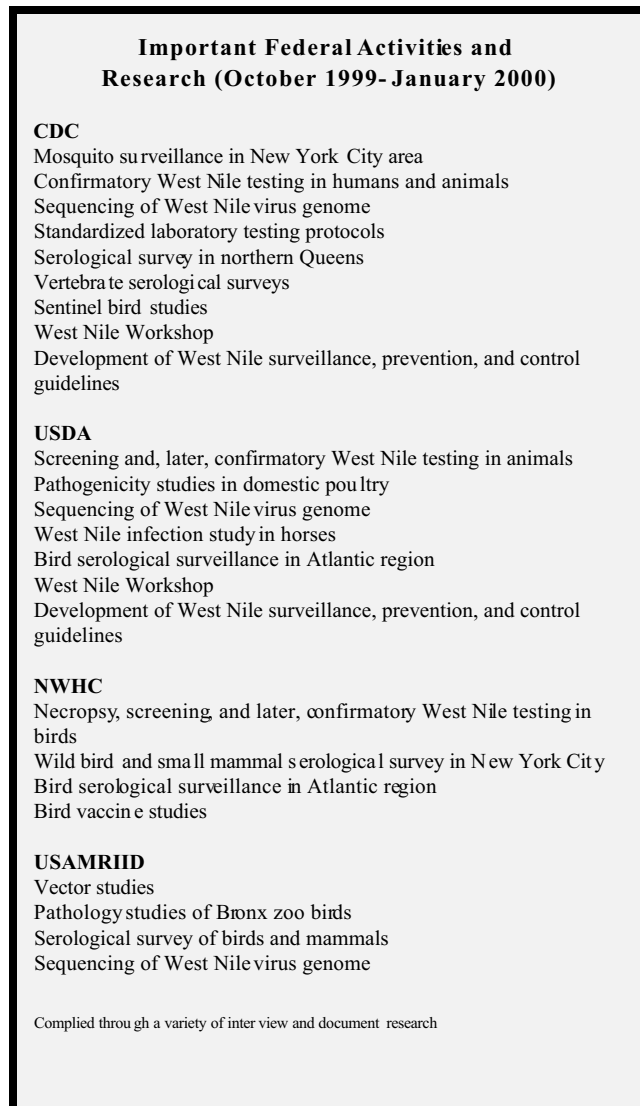 Important Federal Activities and
Research (October 1999- January 2000)
CDC
Mosquito surveillance in New York City area
Confirmatory West Nile testing in humans and animals
Sequencing of West Nile virus genome
Standardized laboratory testing protocols
Serological survey in northern Queens
Vertebrate serological surveys
Sentinel bird studies
West Nile Workshop
Development of West Nile surveillance, prevention, and control
guidelines
USDA
Screening and, later, confirmatory West Nile testing in animals
Pathogenicity studies in domestic poultry
Sequencing of West Nile virus genome
West Nile infection study in horses
Bird serological surveillance in Atlantic region
West Nile Workshop
Development of West Nile surveillance, prevention, and control
guidelines
NWHC
Necropsy, screening, and later, confirmatory West Nile testing in
birds
Wild bird and small mammal serological survey in New York City
Bird serological surveillance in Atlantic region
Bird vaccine studies
USAMRIID
Vector studies
Pathology studies of Bronx zoo birds
Serological survey of birds and mammals
Sequencing of West Nile virus genome
Complied through a variety of interview and document research